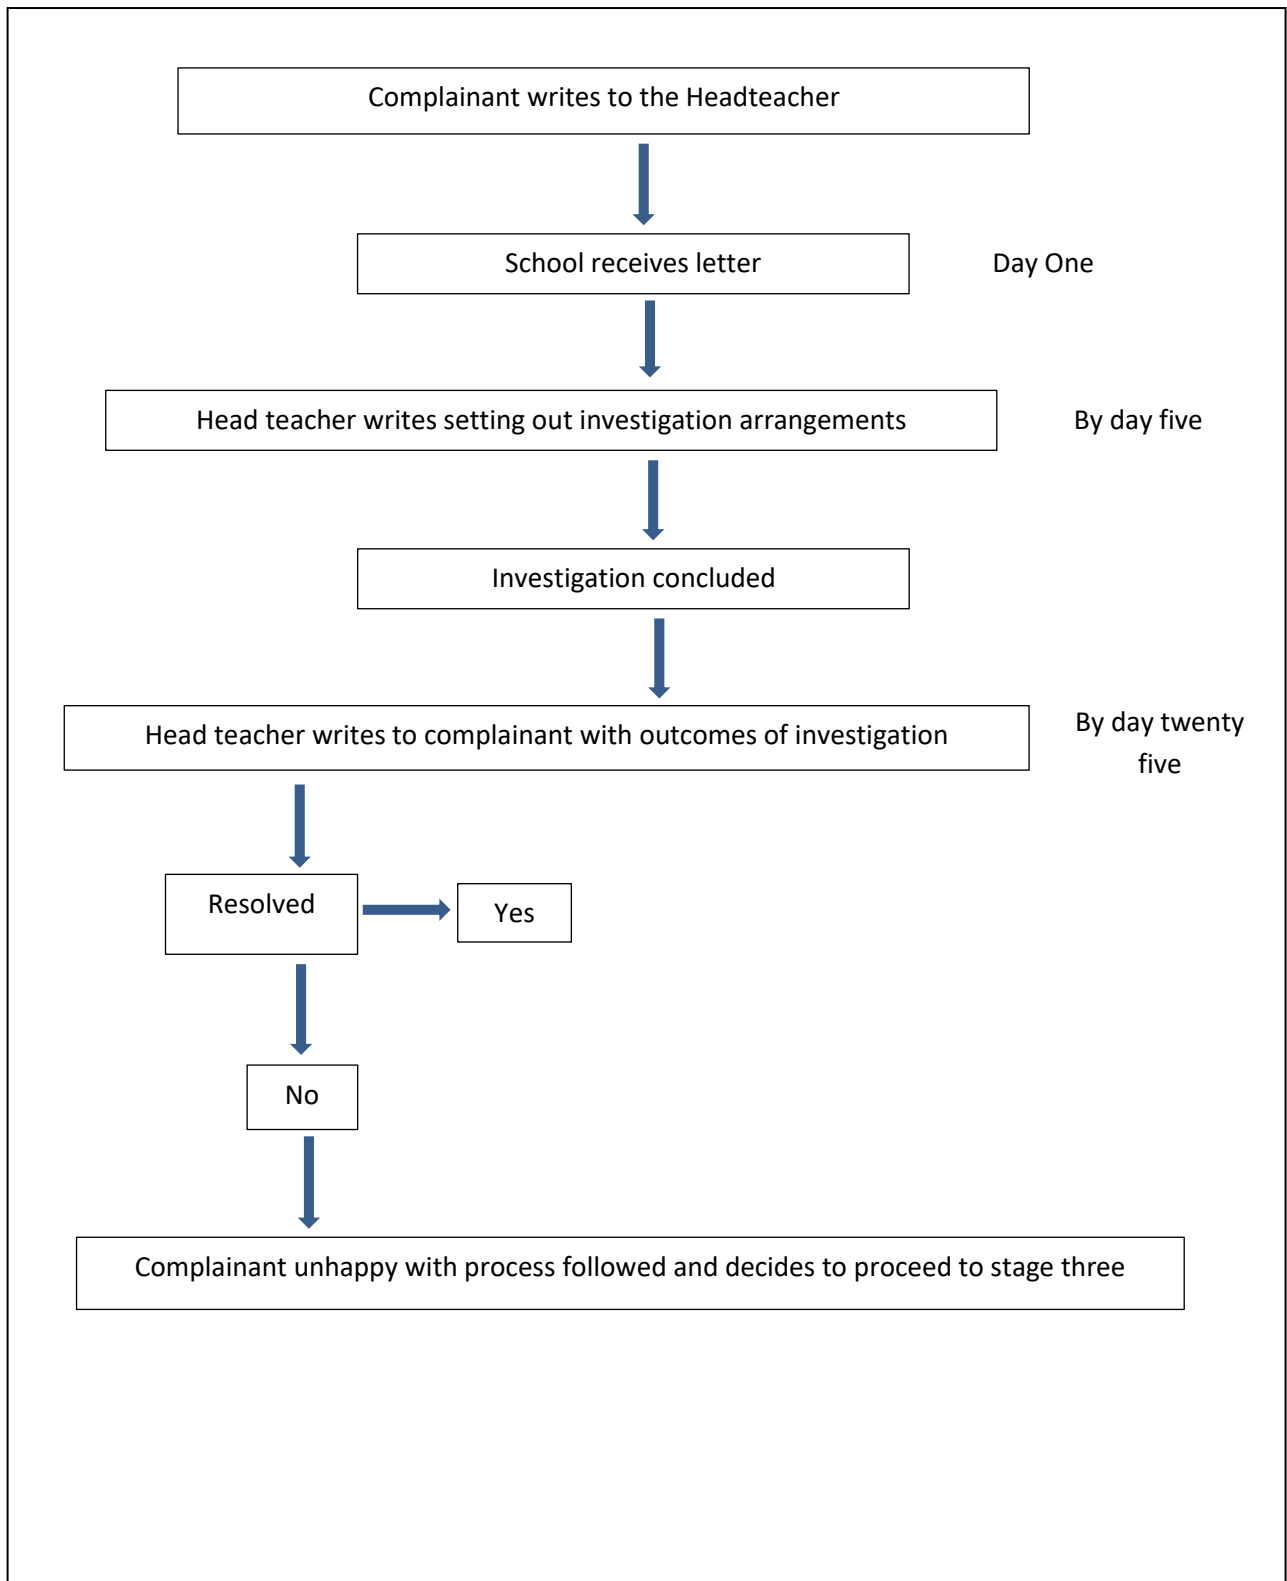 Complainant writes to the Headteacher
School receives letter
Day One
Head teacher writes setting out investigation arrangements
By day five
Investigation concluded
Head teacher writes to complainant with outcomes of investigation
By day twenty
five
Resolved
Yes
No
Complainant unhappy with process followed and decides to proceed to stage three